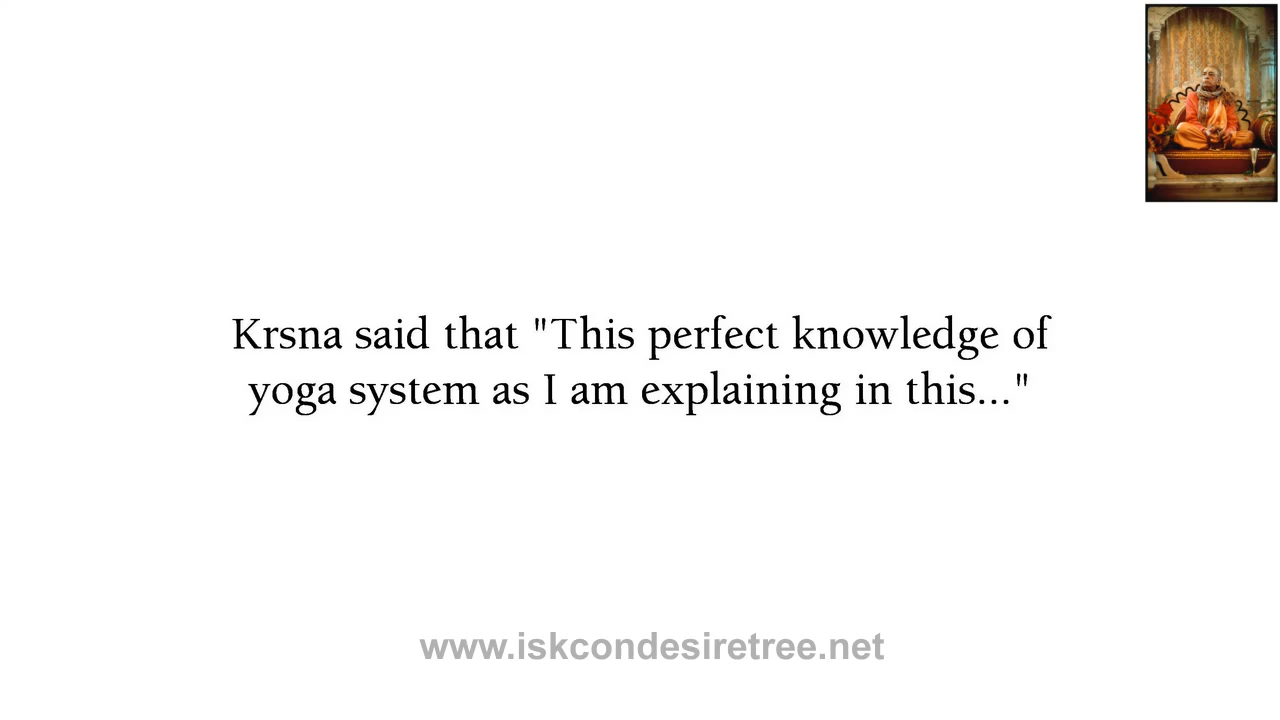 Krsna said that "This perfect knowledge of
yoga system as I am explaining in this..."
www.iskcondesiretree.net